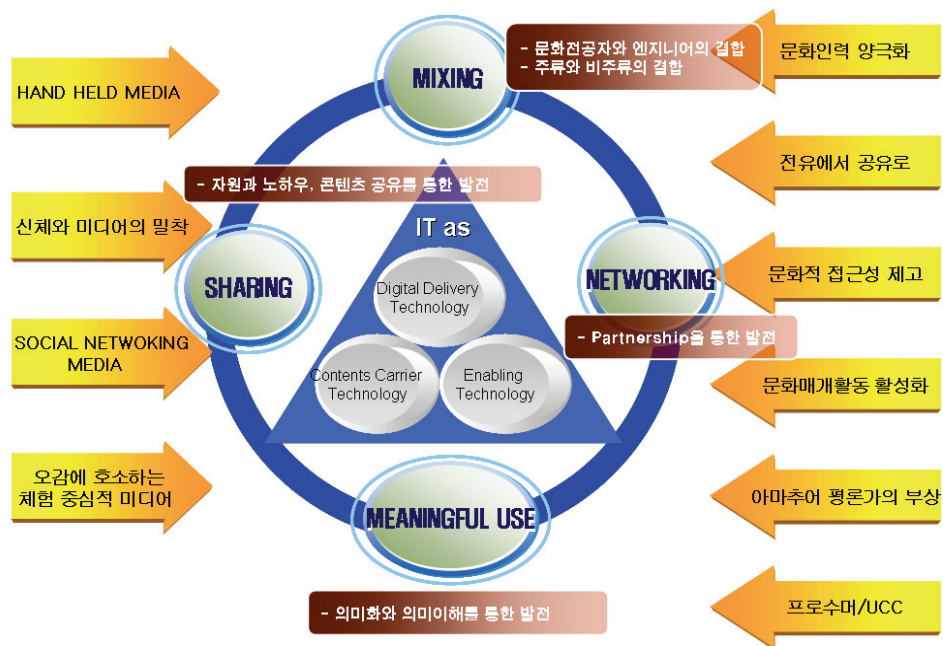 HAND HELD MEDIA
신체와 미디어의 밀착
SOCIAL NETWOKING
MEDIA
오감에 호소하는
체험 중심적 미디어
MIXING
- 문화전공자와 엔지니어의 결합
- 주류와 비주류의 결합
- 자원과 노하우, 콘텐츠 공유를 통한 발전
SHARING
IT as
Digital Delivery
Technology
Contents Carrier
Technology
Enabling
Technology
NETWORKING
- Partnership을 통한 발전
MEANINGFUL USE
- 의미화와 의미이해를 통한 발전
문화인력 양극화
전유에서 공유로
문화적 접근성 제고
문화매개활동 활성화
아마추어 평론가의 부상
프로수머/UCC